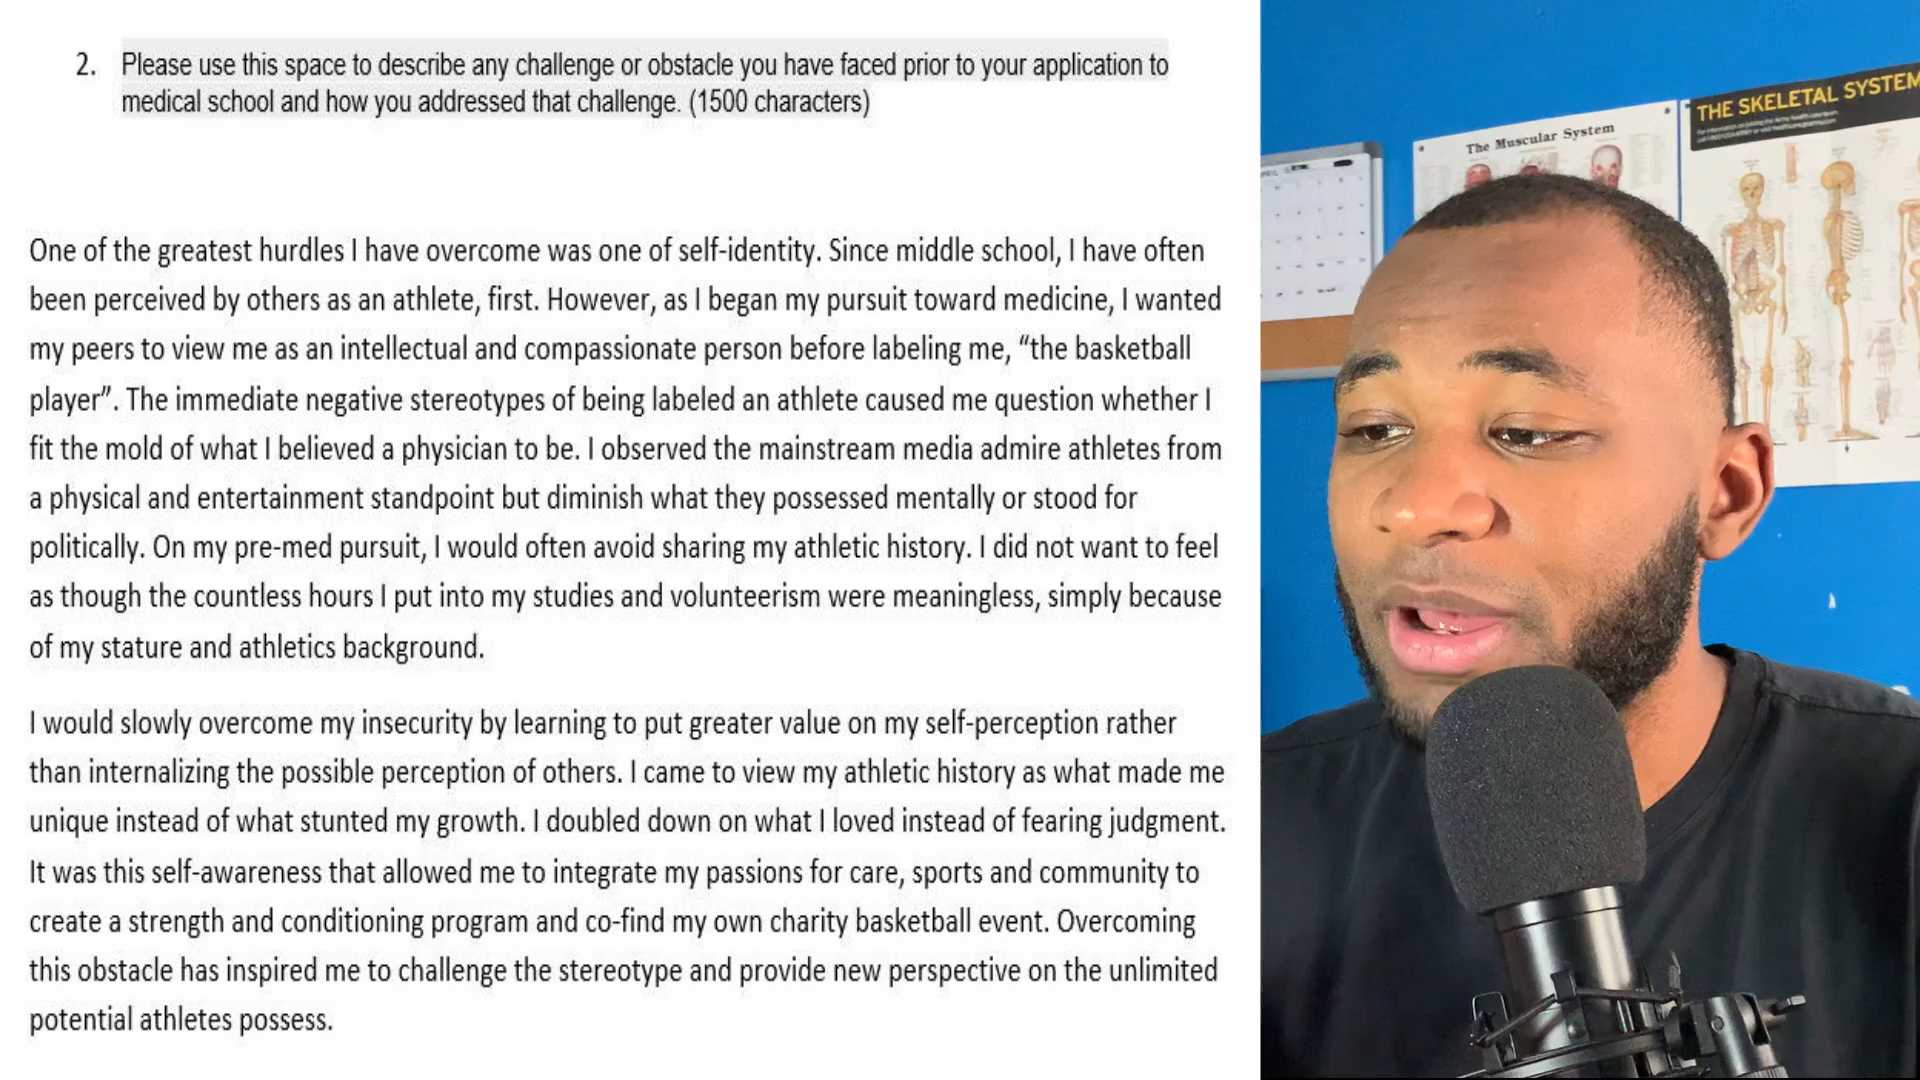 2. Please use this space to describe any challenge or obstacle you have faced prior to your application to
medical school and how you addressed that challenge. (1500 characters)
One of the greatest hurdles I have overcome was one of self-identity. Since middle school, I have often
been perceived by others as an athlete, first. However, as I began my pursuit toward medicine, I wanted
my peers to view me as an intellectual and compassionate person before labeling me, “the basketball
player”. The immediate negative stereotypes of being labeled an athlete caused me question whether I
fit the mold of what I believed a physician to be. I observed the mainstream media admire athletes from
a physical and entertainment standpoint but diminish what they possessed mentally or stood for
politically. On my pre-med pursuit, I would often avoid sharing my athletic history. I did not want to feel
as though the countless hours I put into my studies and volunteerism were meaningless, simply because
of my stature and athletics background.
I would slowly overcome my insecurity by learning to put greater value on my self-perception rather
than internalizing the possible perception of others. I came to view my athletic history as what made me
unique instead of what stunted my growth. I doubled down on what I loved instead of fearing judgment.
It was this self-awareness that allowed me to integrate my passions for care, sports and community to
create a strength and conditioning program and co-find my own charity basketball event. Overcoming
this obstacle has inspired me to challenge the stereotype and provide new perspective on the unlimited
potential athletes possess.
The Muscular System
THE SKELETAL SYSTEM